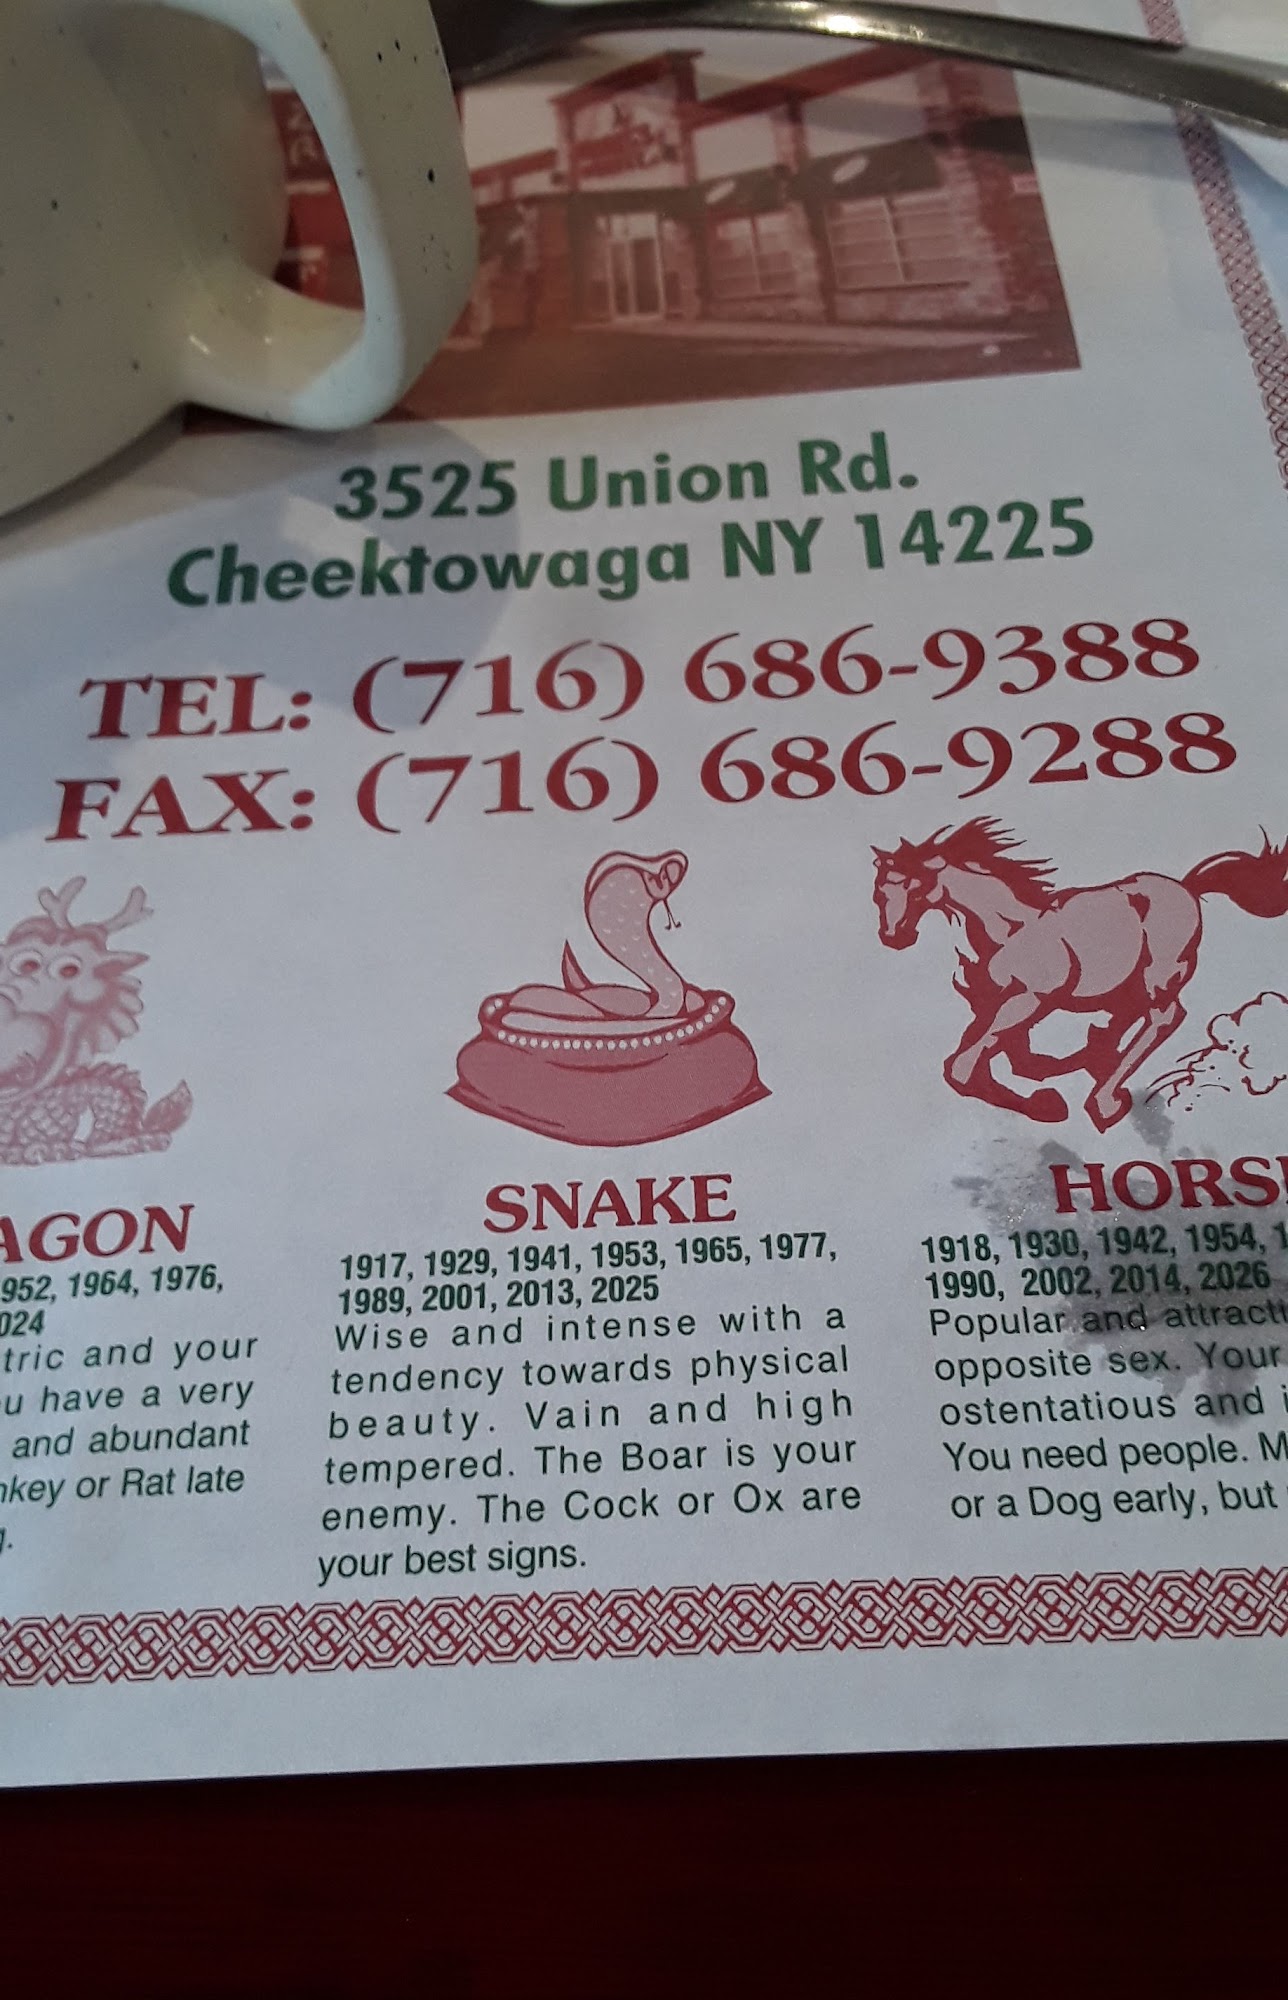 3525 Union Rd.
Cheektowaga NY 14225
TEL: (716) 686-9388
FAX: (716) 686-9288
AGON
952, 1964, 1976,
024
tric and your
u have a very
and abundant
nkey or Rat late
g.
SNAKE
1917, 1929, 1941, 1953, 1965, 1977,
1989, 2001, 2013, 2025
Wise and intense with a
tendency towards physical
beauty. Vain and high
tempered. The Boar is your
enemy. The Cock or Ox are
your best signs.
HORS
1918, 1930, 1942, 1954, 1
1990, 2002, 2014, 2026
Popular and attract
opposite sex. Your
ostentatious and i
You need people. M
or a Dog early, but